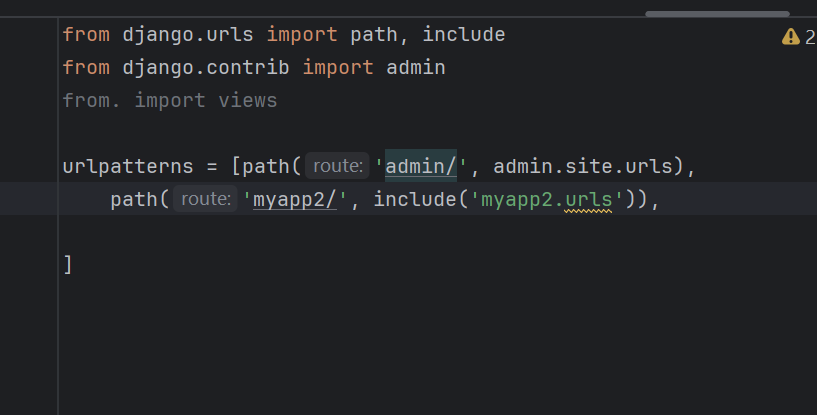 from django.urls import path, include
from django.contrib import admin
from. import views
urlpatterns = [path( route: 'admin/', admin.site.urls),
path( route: 'myapp2/', include('myapp2.urls')),
]
2